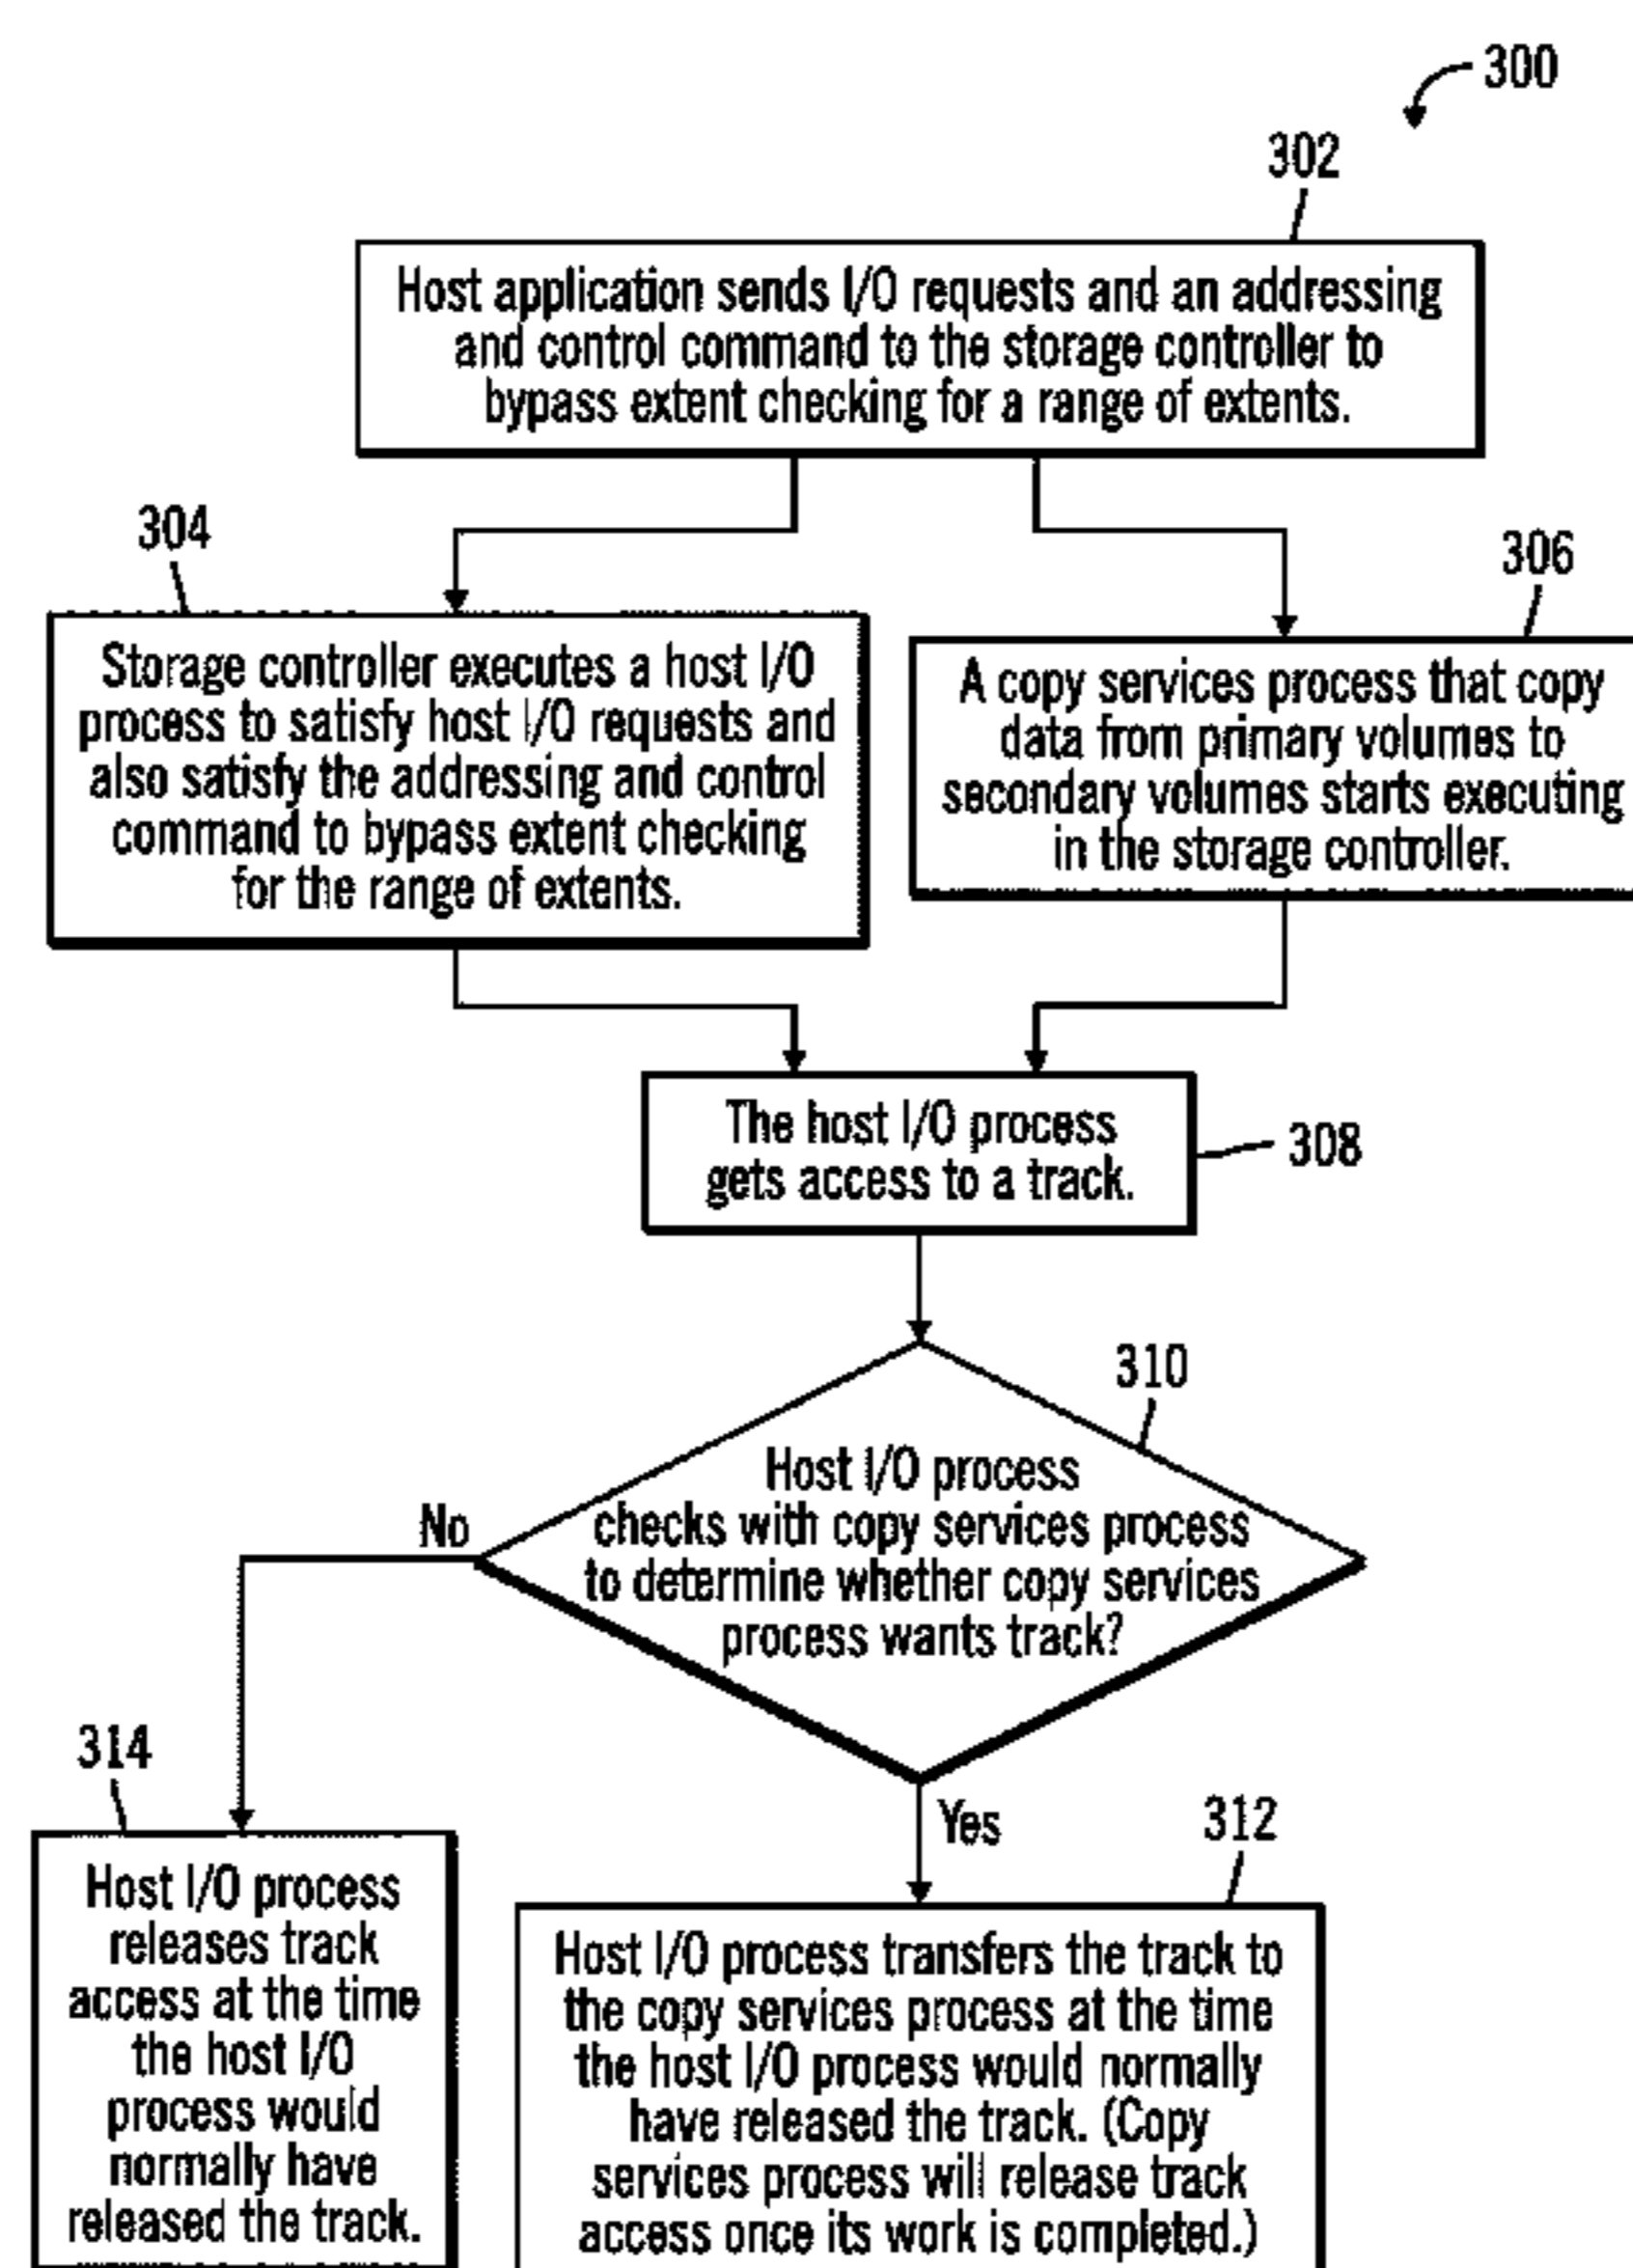 300
302
Host application sends I/O requests and an addressing
and control command to the storage controller to
bypass extent checking for a range of extents.
304
Storage controller executes a host I/O
process to satisfy host I/O requests and
also satisfy the addressing and control
command to bypass extent checking
for the range of extents.
306
A copy services process that copy
data from primary volumes to
secondary volumes starts executing
in the storage controller.
The host I/O process
gets access to a track.
308
310
Host I/O process
checks with copy services process
to determine whether copy services
process wants track?
No
Yes
314
Host I/O process
releases track
access at the time
the host I/O
process would
normally have
released the track.
312
Host I/O process transfers the track to
the copy services process at the time
the host I/O process would normally
have released the track. (Copy
services process will release track
access once its work is completed.)